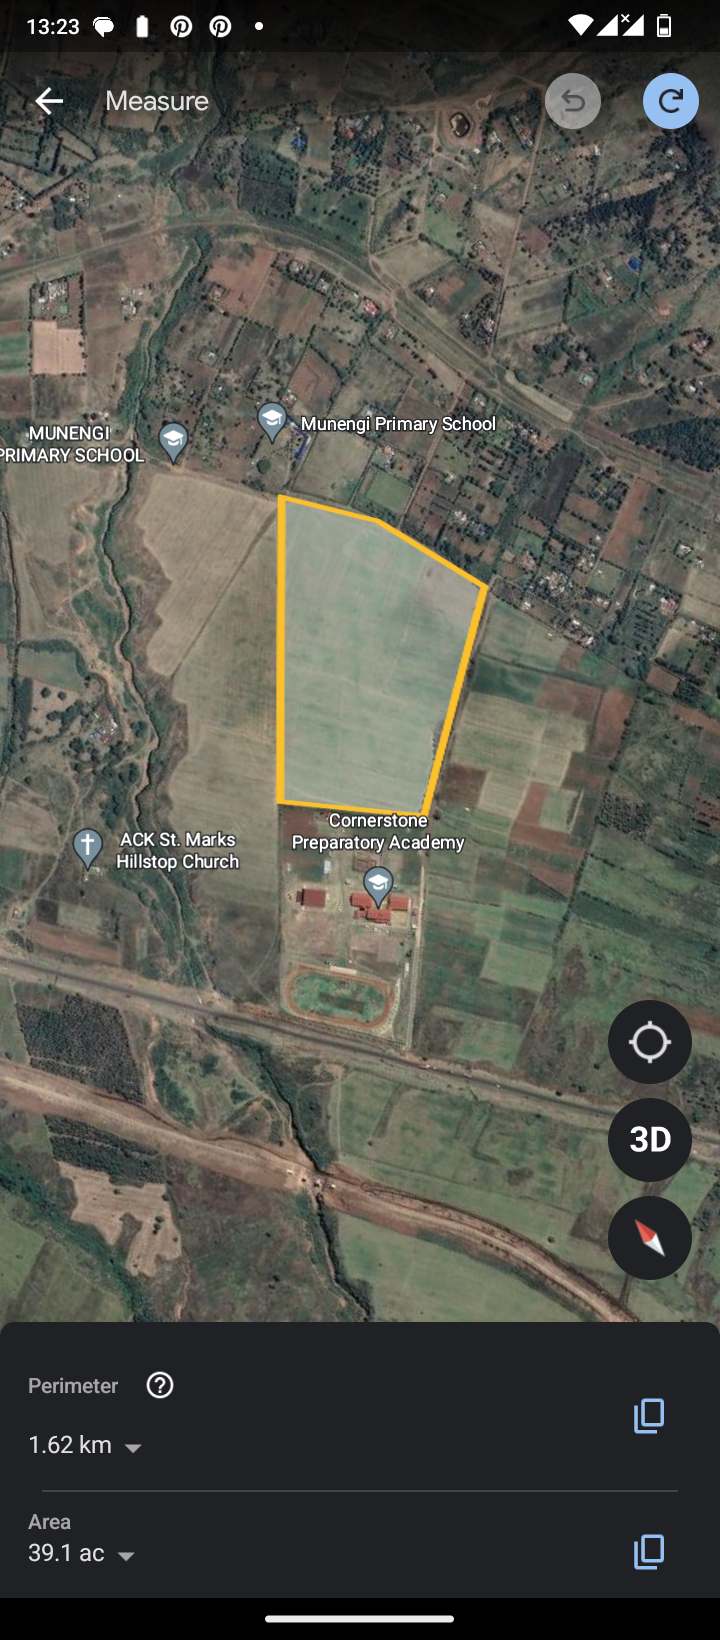 13:23
Measure
Munengi Primary School
MUNENGI
PRIMARY SCHOOL
Cornerstone
Preparatory Academy
ACK St. Marks
Hillstop Church
3D
Perimeter
1.62 km
Area
39.1 ac